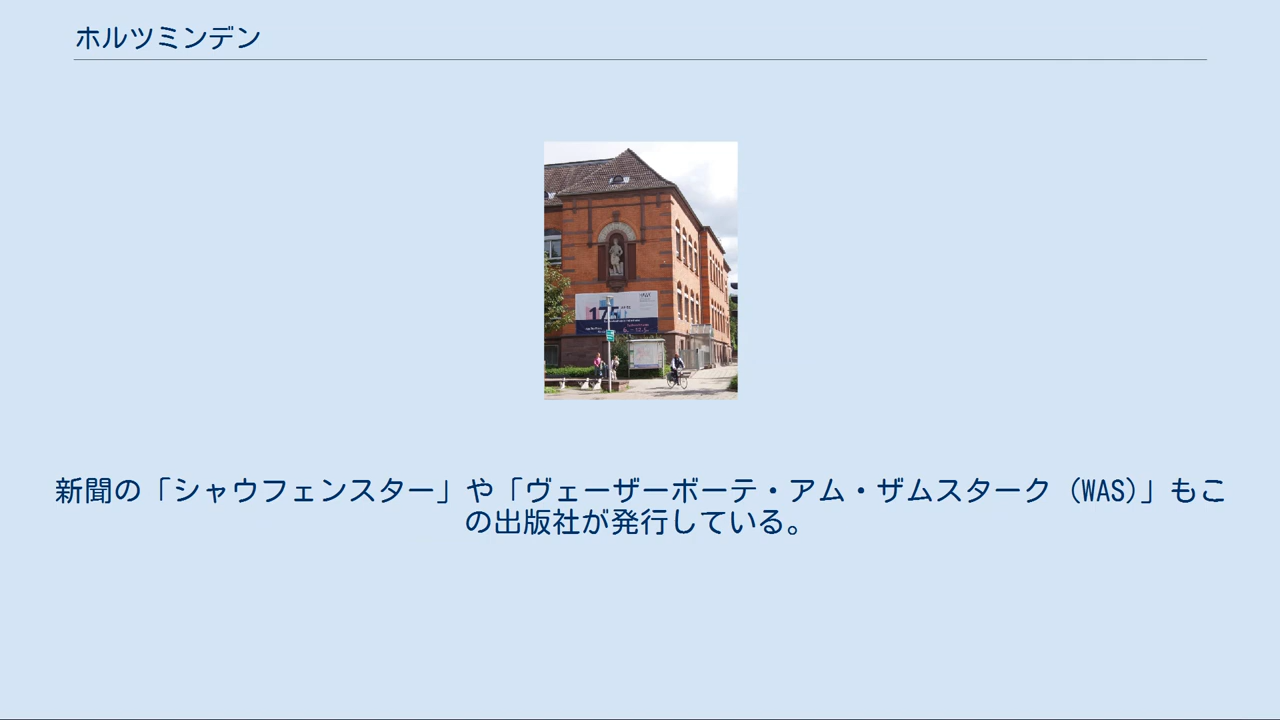 ホルツミンデン
175
新聞の「シャウフェンスター」や「ヴェーザーボーテ・アム・ザムスターク (WAS)」もこ
の出版社が発行している。